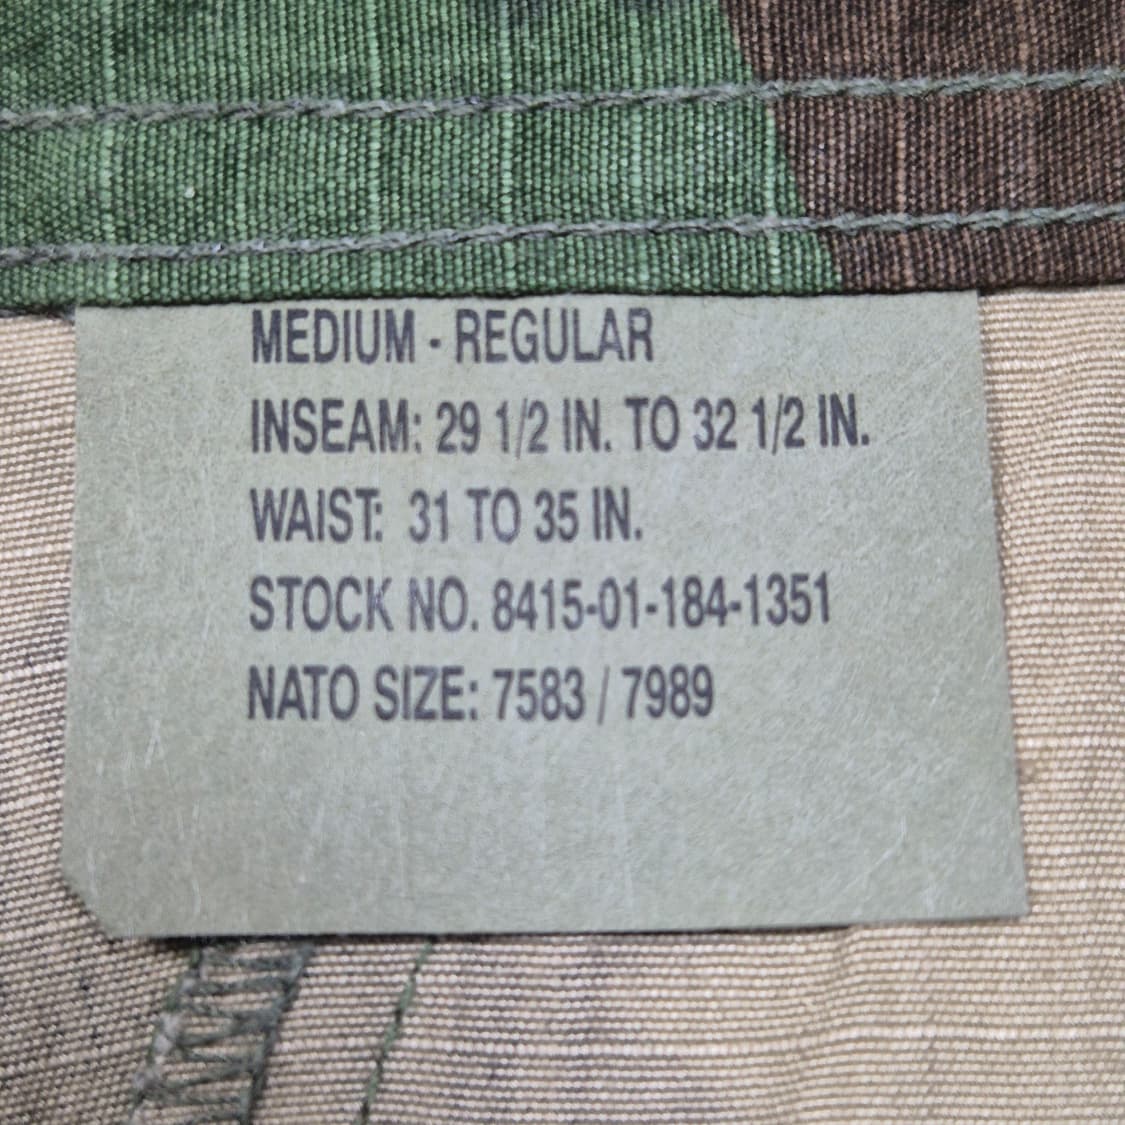 MEDIUM - REGULAR
INSEAM: 29 1/2 IN. TO 32 1/2 IN.
WAIST: 31 TO 35 IN.
STOCK NO. 8415-01-184-1351
NATO SIZE: 7583 / 7989